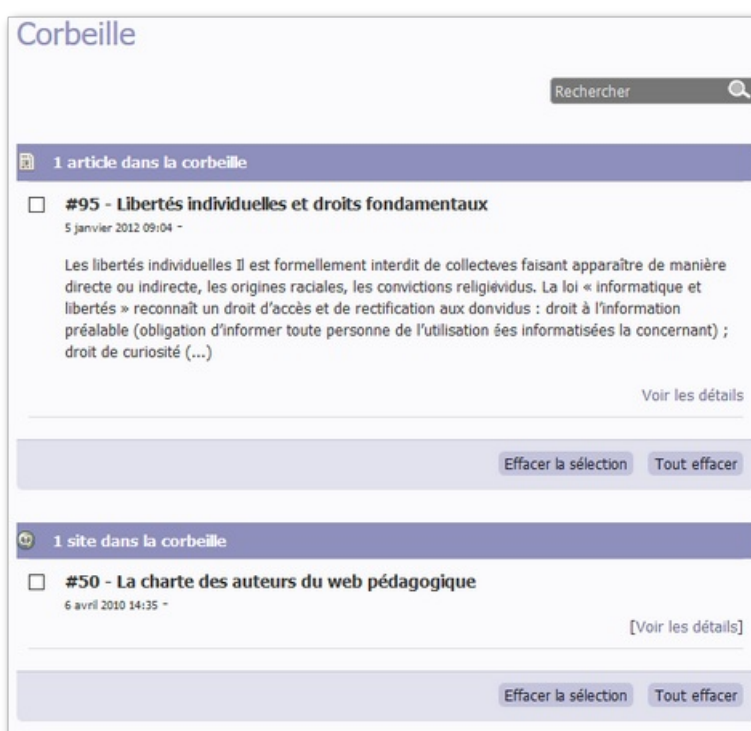 Corbeille
Rechercher
1 article dans la corbeille
#95 - Libertés individuelles et droits fondamentaux
5 janvier 2012 09:04 -
Les libertés individuelles Il est formellement interdit de collecteves faisant apparaître de manière
directe ou indirecte, les origines raciales, les convictions religiévidus. La loi « informatique et
libertés » reconnaît un droit d'accès et de rectification aux donvidus : droit à l'information
préalable (obligation d'informer toute personne de l'utilisation ées informatisées la concernant) ;
droit de curiosité (...)
Voir les détails
Effacer la sélection Tout effacer
1 site dans la corbeille
#50 - La charte des auteurs du web pédagogique
6 avril 2010 14:35 -
[Voir les détails]
Effacer la sélection Tout effacer